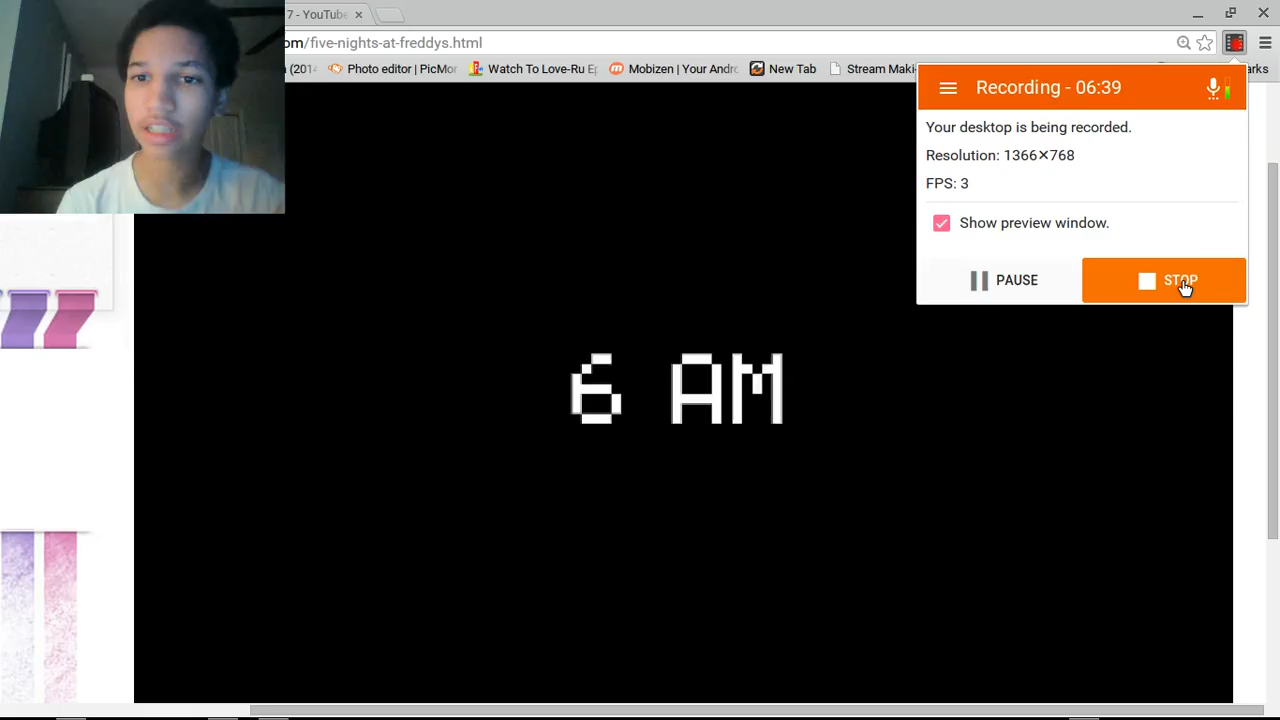 7 - YouTube
om/five-nights-at-freddys.html
(2014
Photo editor | PicMor
Watch To Love-Ru Ep
Mobizen | Your Andr
New Tab
Stream Maki
arks
Recording - 06:39
Your desktop is being recorded.
Resolution: 1366×768
FPS: 3
Show preview window.
PAUSE
STOP
6 AM